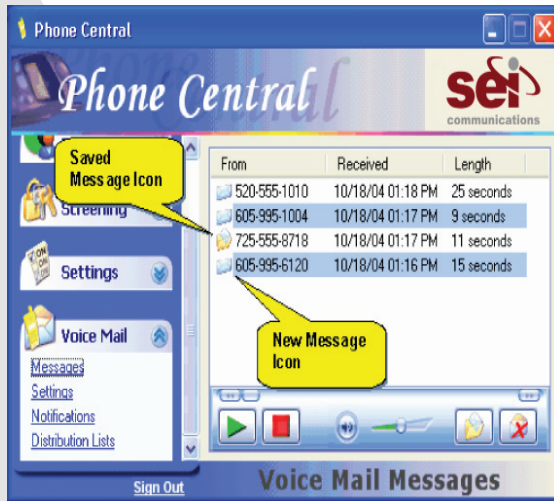 Phone Central
Phone Central
sei
communications
Saved
Message Icon
Screening
Settings
Voice Mail
Messages
Settings
Notifications
Distribution Lists
Sign Out
From Received Length
520-555-1010 10/18/04 01:18 PM 25 seconds
605-995-1004 10/18/04 01:17 PM 9 seconds
725-555-8718 10/18/04 01:17 PM 11 seconds
605-995-6120 10/18/04 01:16 PM 15 seconds
New Message
Icon
Voice Mail Messages